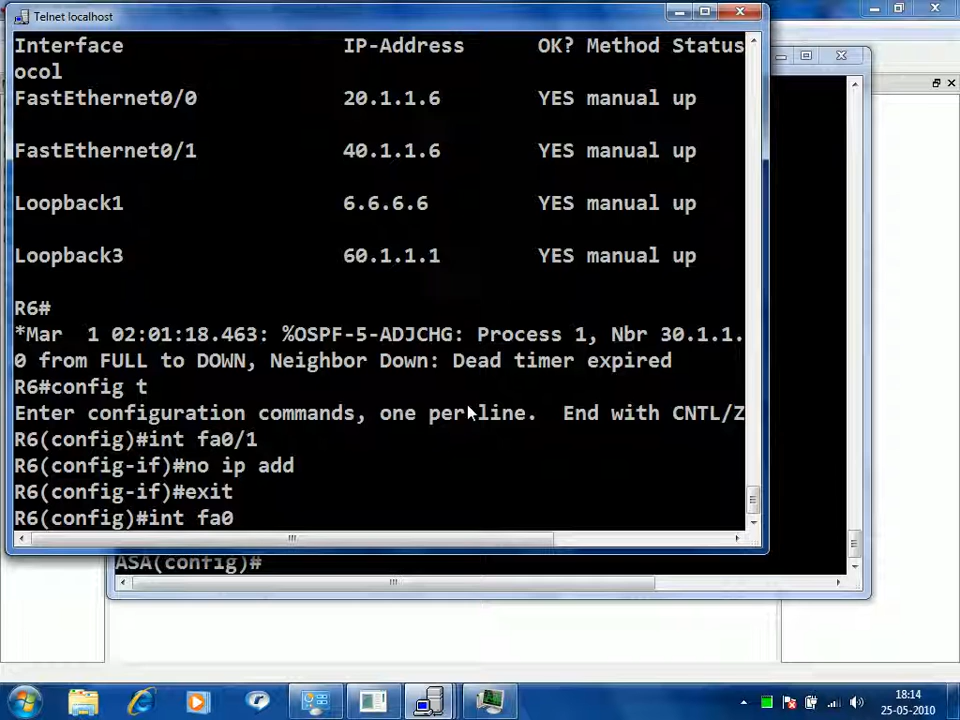 Telnet localhost
Interface IP-Address OK? Method Status
ocol
FastEthernet0/0 20.1.1.6 YES manual up
FastEthernet0/1 40.1.1.6 YES manual up
Loopback1 6.6.6.6 YES manual up
Loopback3 60.1.1.1 YES manual up
R6#
*Mar 1 02:01:18.463: %OSPF-5-ADJCHG: Process 1, Nbr 30.1.1.
0 from FULL to DOWN, Neighbor Down: Dead timer expired
R6#config t
Enter configuration commands, one per line. End with CNTL/Z
R6(config)#int fa0/1
R6(config-if)#no ip add
R6(config-if)#exit
R6(config)#int fa0
ASA(config)#
18:14
25-05-2010